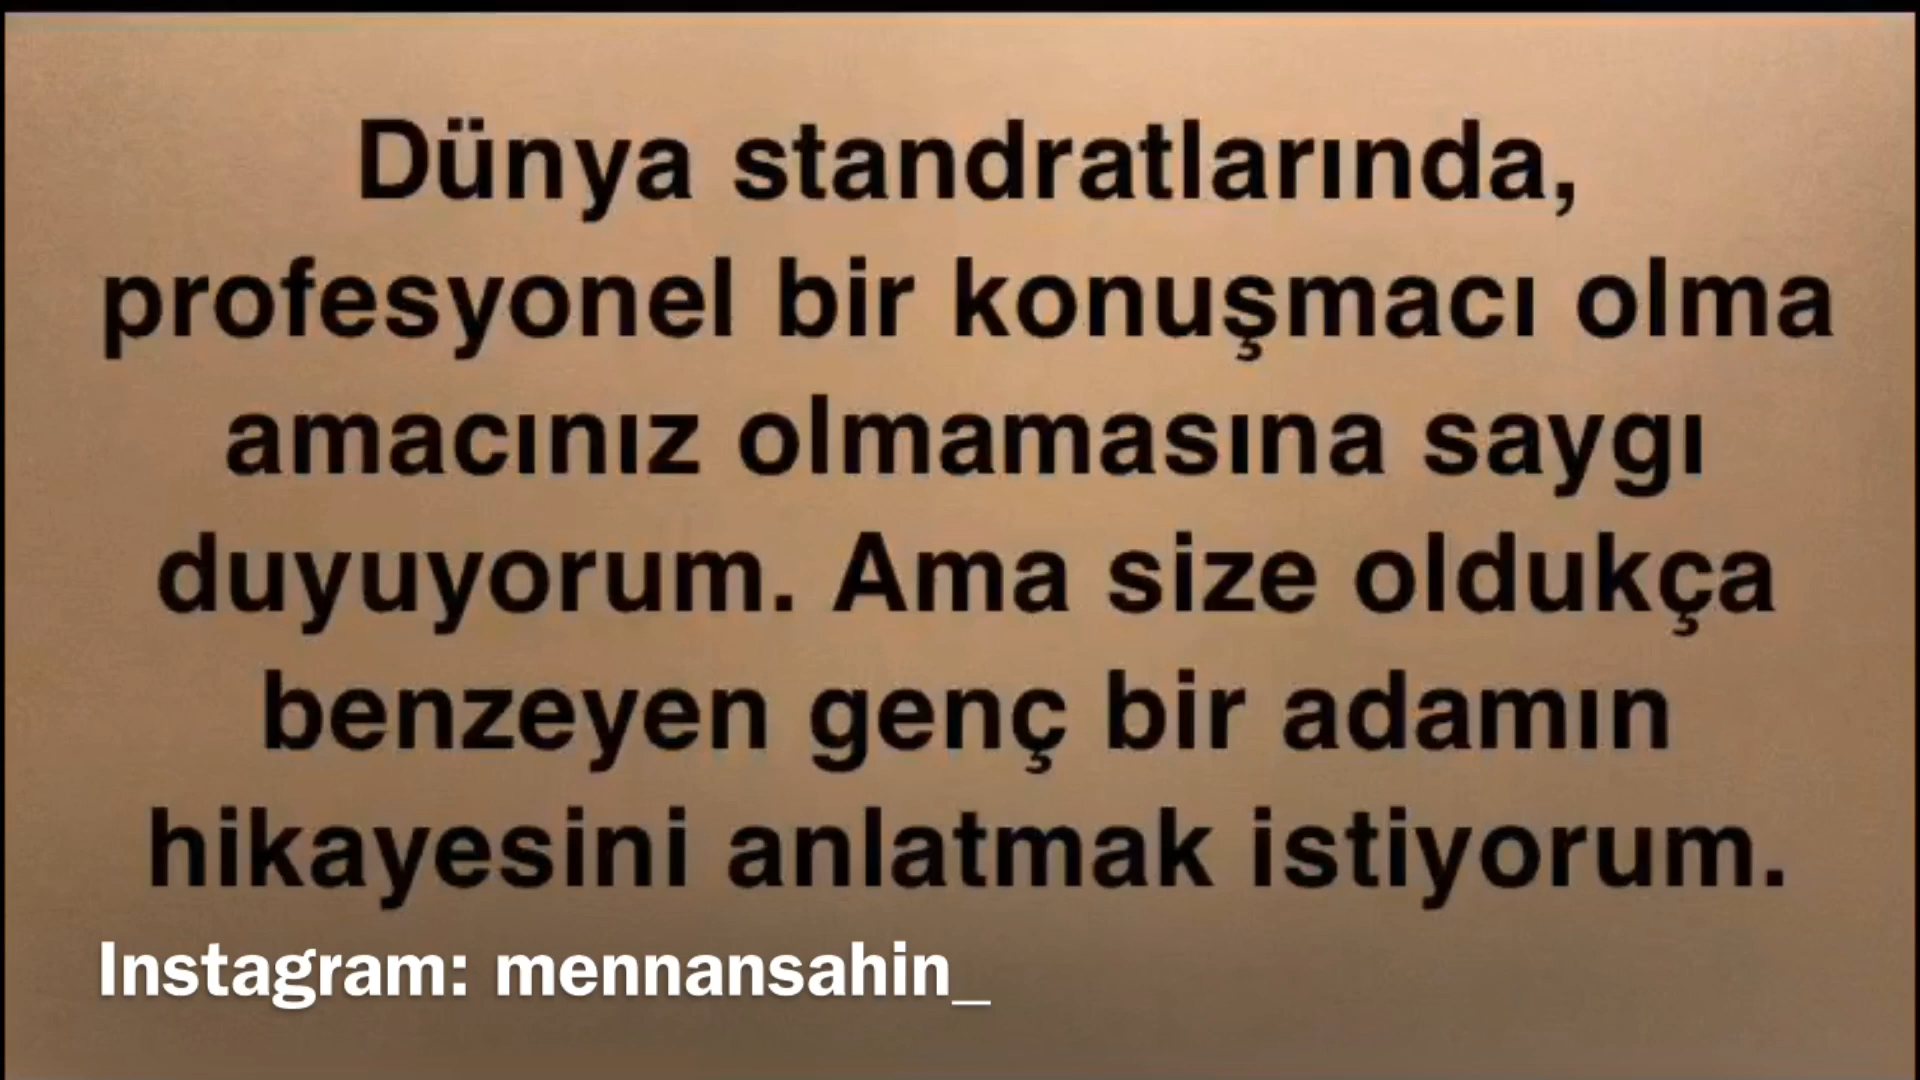 Dünya standratlarında,
profesyonel bir konuşmacı olma
amacınız olmamasına saygı
duyuyorum. Ama size oldukça
benzeyen genç bir adamın
hikayesini anlatmak istiyorum.
Instagram: mennansahin_